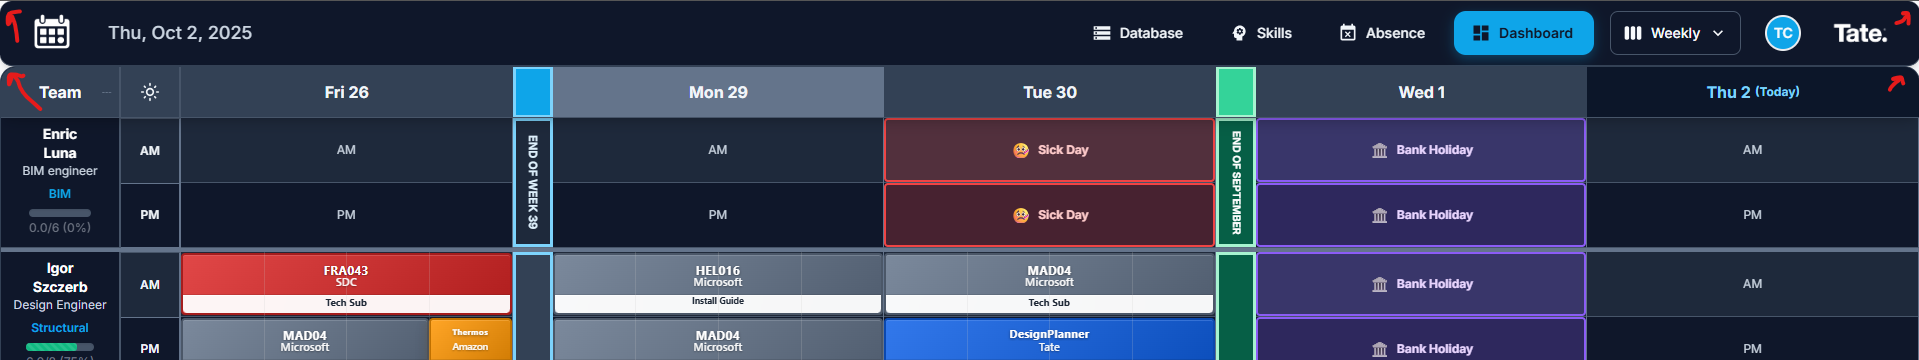 Thu, Oct 2, 2025
Database
Skills
Absence
Dashboard
Weekly
TC
Tate.
Team
Fri 26
Mon 29
Tue 30
Wed 1
Thu 2 (Today)
Enric
Luna
BIM engineer
BIM
0.0/6 (0%)
AM
AM
END OF WEEK 39
AM
Sick Day
END OF SEPTEMBER
Bank Holiday
AM
PM
PM
PM
Sick Day
Bank Holiday
PM
Igor
Szczerb
Design Engineer
Structural
AM
FRA043
SDC
Tech Sub
HEL016
Microsoft
Install Guide
MAD04
Microsoft
Tech Sub
Bank Holiday
AM
PM
MAD04
Microsoft
Thermos
Amazon
MAD04
Microsoft
DesignPlanner
Tate
Bank Holiday
PM